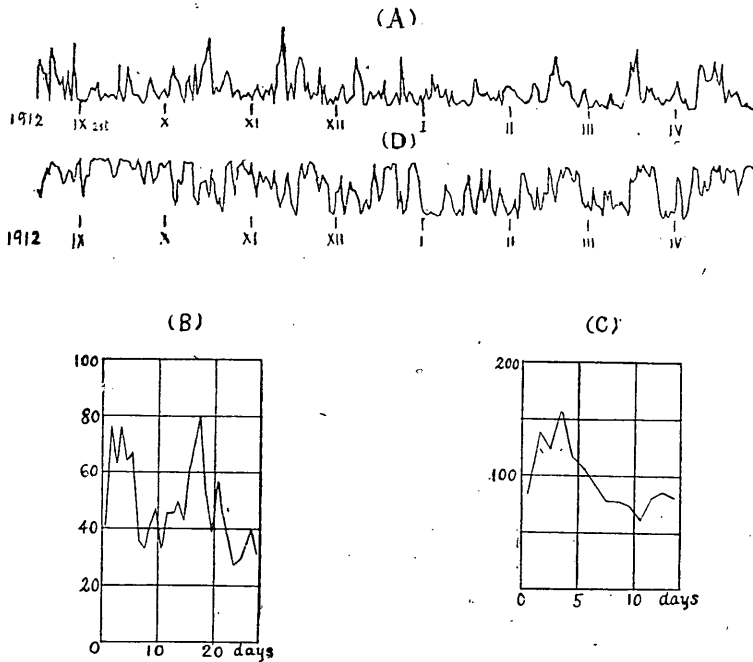 (A)
1912 IX 1st X XI XII I II III IV
(D)
1912 IX X XI XII I II III IV
(B)
100
80
60
40
20
0 10 20 days
(C)
200
100
0 5 10 days